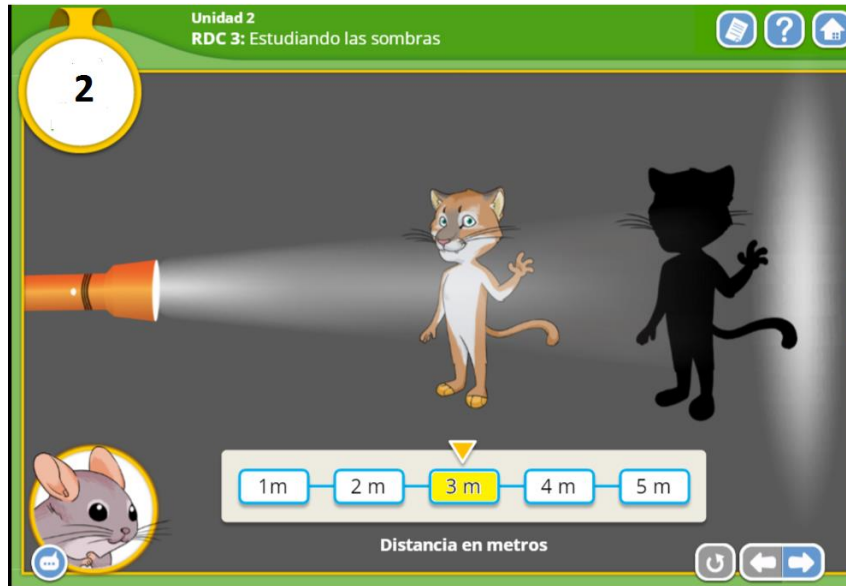 Unidad 2
RDC 3: Estudiando las sombras
2
1m
2 m
3 m
4 m
5 m
Distancia en metros